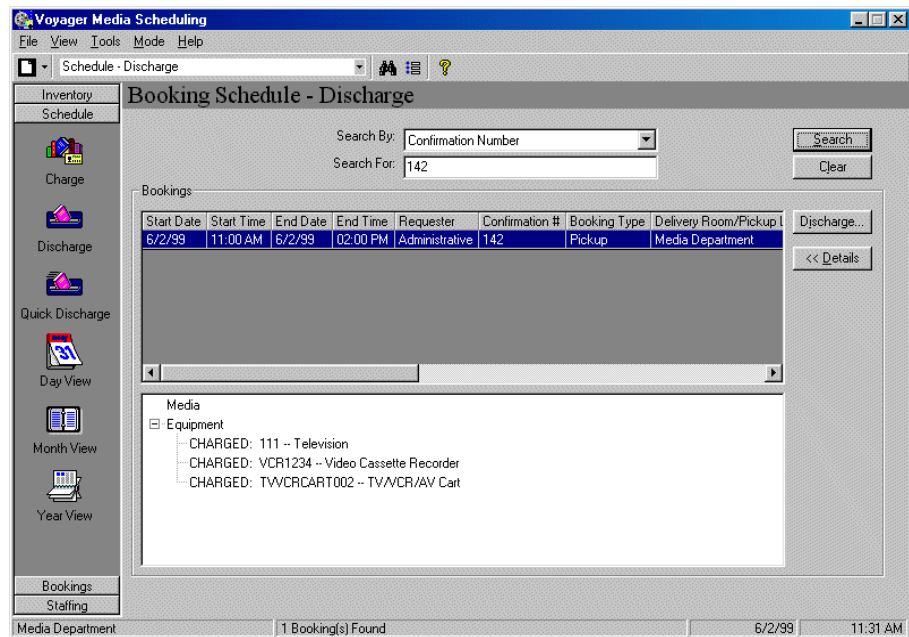 Voyager Media Scheduling
File View Tools Mode Help
Schedule - Discharge
Inventory
Schedule
Charge
Discharge
Quick Discharge
31
Day View
Month View
Year View
Bookings
Staffing
Booking Schedule - Discharge
Search By: Confirmation Number
Search For: 142
Search
Clear
Bookings
Start Date Start Time End Date End Time Requester Confirmation # Booking Type Delivery Room/Pickup L
6/2/99 11:00 AM 6/2/99 02:00 PM Administrative 142 Pickup Media Department
Discharge...
<< Details
Media
Equipment
CHARGED: 111 -- Television
CHARGED: VCR1234 -- Video Cassette Recorder
CHARGED: TVVCRCART002 -- TV/VCR/AV Cart
Media Department 1 Booking(s) Found 6/2/99 11:31 AM